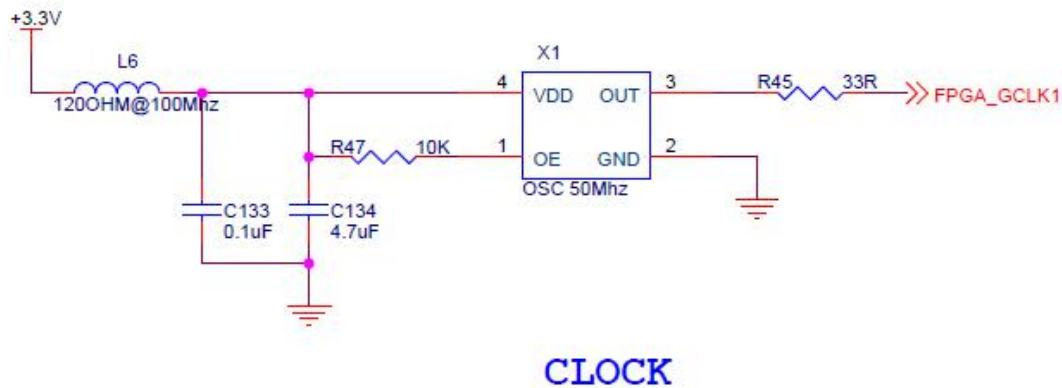 +3.3V
L6
120OHM@100Mhz
X1
4
VDD
OUT
3
R45
33R
FPGA_GCLK1
R47
10K
1
OE
GND
2
OSC 50Mhz
C133
0.1uF
C134
4.7uF
CLOCK